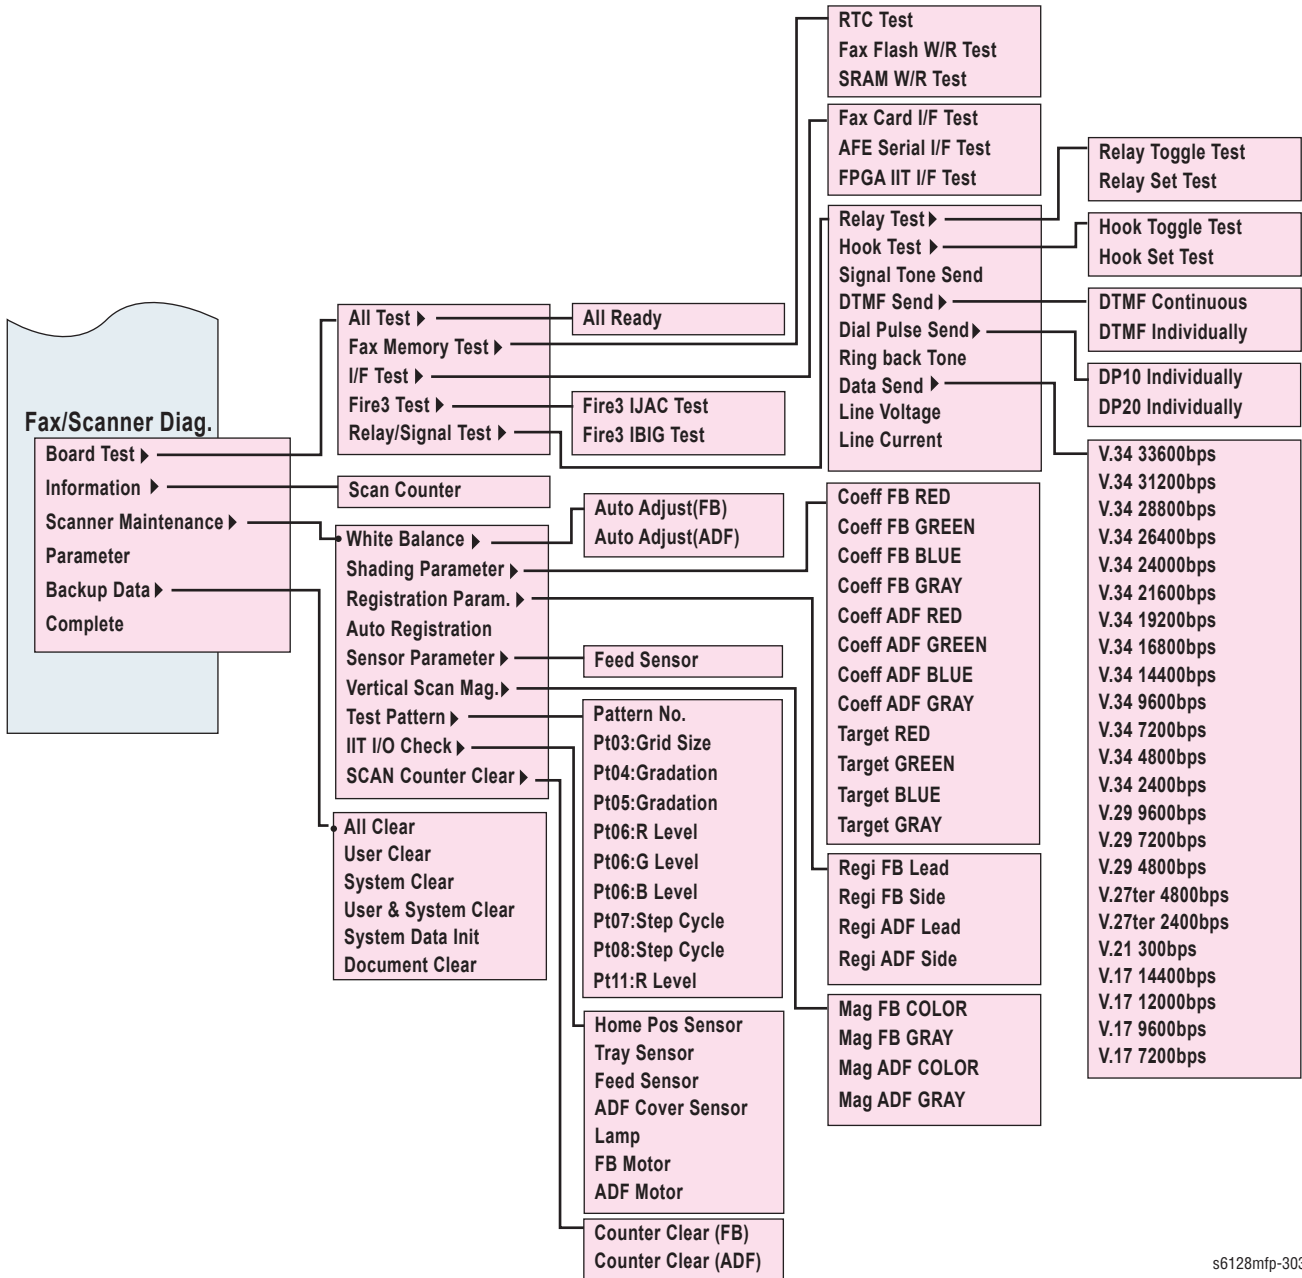 Fax/Scanner Diag.
Board Test
Information
Scanner Maintenance
Parameter
Backup Data
Complete
All Test
Fax Memory Test
I/F Test
Fire3 Test
Relay/Signal Test
Scan Counter
White Balance
Shading Parameter
Registration Param.
Auto Registration
Sensor Parameter
Vertical Scan Mag.
Test Pattern
IIT I/O Check
SCAN Counter Clear
All Clear
User Clear
System Clear
User & System Clear
System Data Init
Document Clear
All Ready
Fire3 IJAC Test
Fire3 IBIG Test
Auto Adjust(FB)
Auto Adjust(ADF)
Feed Sensor
Pattern No.
Pt03:Grid Size
Pt04:Gradation
Pt05:Gradation
Pt06:R Level
Pt06:G Level
Pt06:B Level
Pt07:Step Cycle
Pt08:Step Cycle
Pt11:R Level
Home Pos Sensor
Tray Sensor
Feed Sensor
ADF Cover Sensor
Lamp
FB Motor
ADF Motor
Counter Clear (FB)
Counter Clear (ADF)
RTC Test
Fax Flash W/R Test
SRAM W/R Test
Fax Card I/F Test
AFE Serial I/F Test
FPGA IIT I/F Test
Relay Test
Hook Test
Signal Tone Send
DTMF Send
Dial Pulse Send
Ring back Tone
Data Send
Line Voltage
Line Current
Coeff FB RED
Coeff FB GREEN
Coeff FB BLUE
Coeff FB GRAY
Coeff ADF RED
Coeff ADF GREEN
Coeff ADF BLUE
Coeff ADF GRAY
Target RED
Target GREEN
Target BLUE
Target GRAY
Regi FB Lead
Regi FB Side
Regi ADF Lead
Regi ADF Side
Mag FB COLOR
Mag FB GRAY
Mag ADF COLOR
Mag ADF GRAY
Relay Toggle Test
Relay Set Test
Hook Toggle Test
Hook Set Test
DTMF Continuous
DTMF Individually
DP10 Individually
DP20 Individually
V.34 33600bps
V.34 31200bps
V.34 28800bps
V.34 26400bps
V.34 24000bps
V.34 21600bps
V.34 19200bps
V.34 16800bps
V.34 14400bps
V.34 9600bps
V.34 7200bps
V.34 4800bps
V.34 2400bps
V.29 9600bps
V.29 7200bps
V.29 4800bps
V.27ter 4800bps
V.27ter 2400bps
V.21 300bps
V.17 14400bps
V.17 12000bps
V.17 9600bps
V.17 7200bps
s6128mfp-303